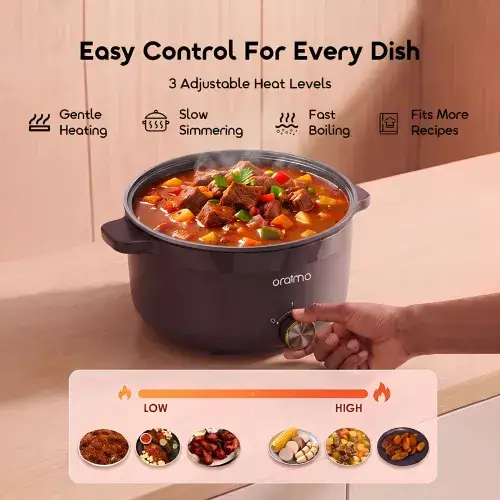 Easy Control For Every Dish
3 Adjustable Heat Levels
Gentle
Heating
Slow
Simmering
Fast
Boiling
Fits More
Recipes
oraimo
LOW
HIGH